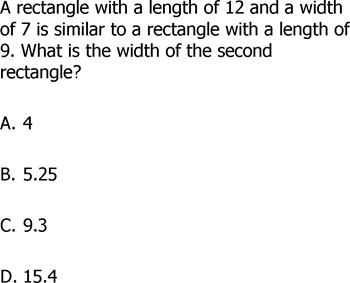 A rectangle with a length of 12 and a width
of 7 is similar to a rectangle with a length of
9. What is the width of the second
rectangle?
A. 4
B. 5.25
C. 9.3
D. 15.4